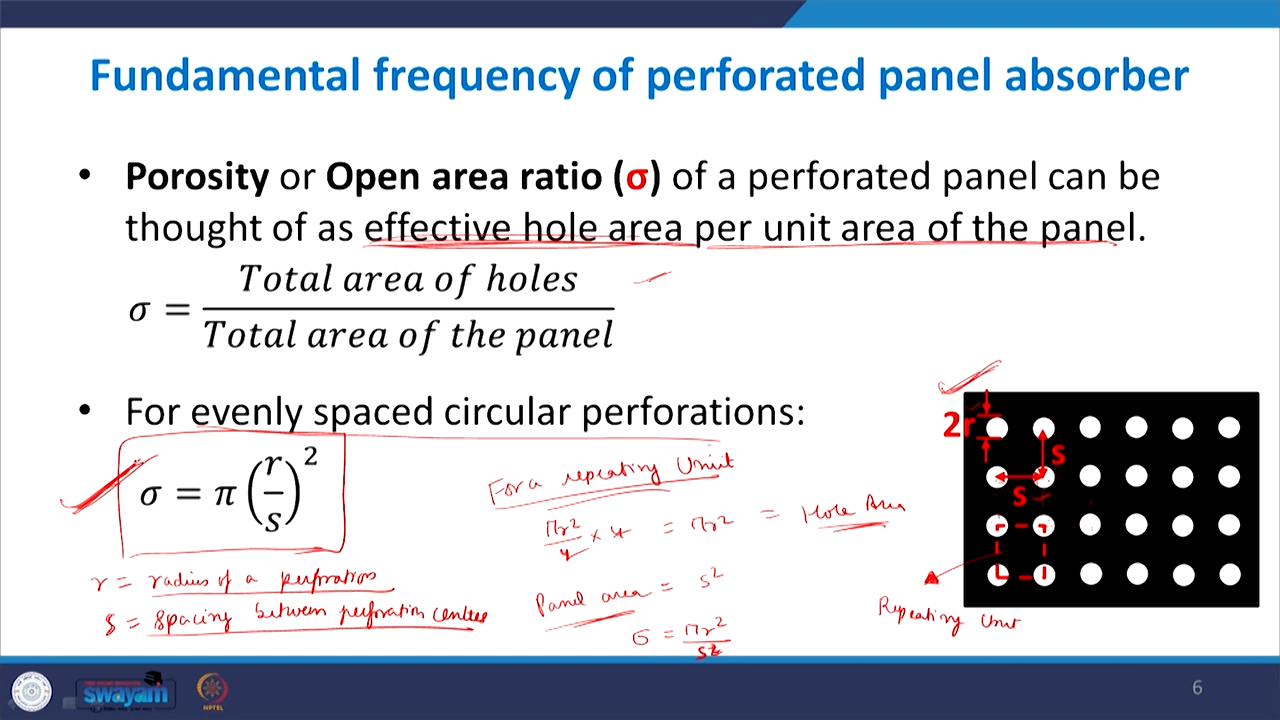 Fundamental frequency of perforated panel absorber
• Porosity or Open area ratio (σ) of a perforated panel can be
thought of as effective hole area per unit area of the panel.
σ = Total area of holes / Total area of the panel
• For evenly spaced circular perforations:
σ = π (r/s)²
r = radius of a perforation
s = spacing between perforation centres
For a repeating Unit
πr²/4 × 4 = πr² = Hole Area
Panel area = s²
σ = πr²/s²
2r
s
s
Repeating Unit
swayam
NPTEL
6